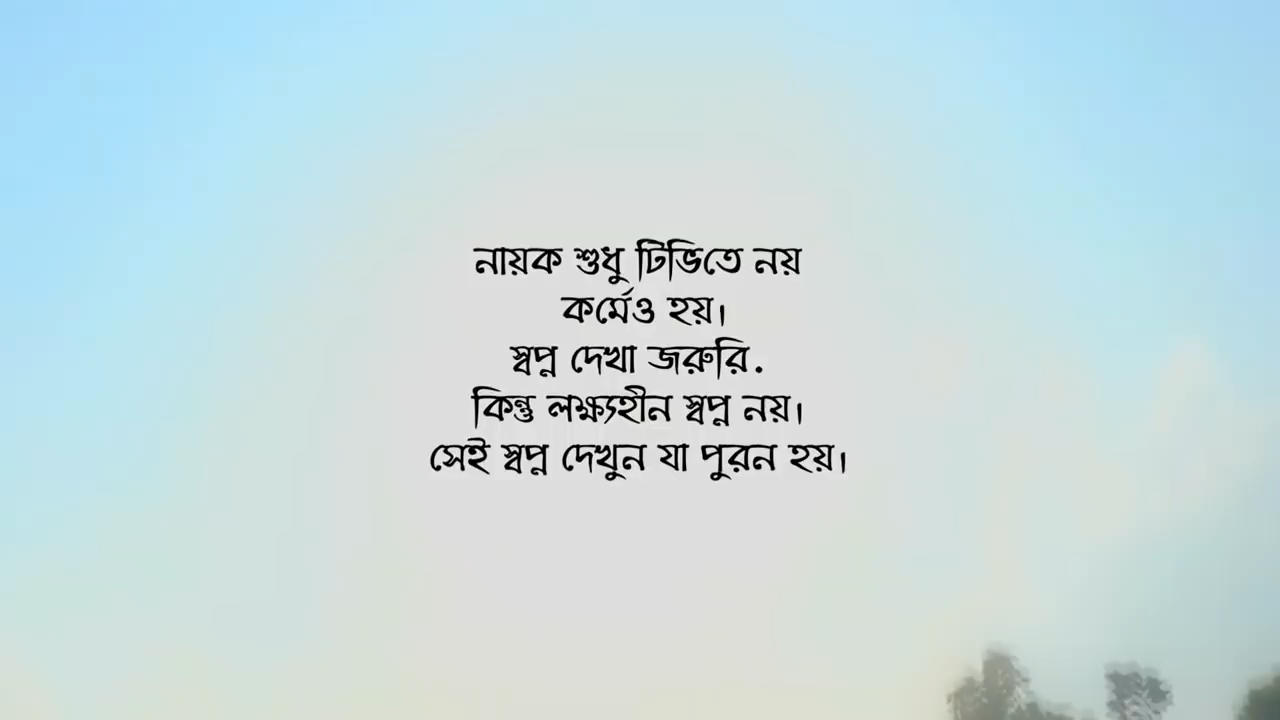 নায়ক শুধু টিভিতে নয়
কর্মেও হয়।
স্বপ্ন দেখা জরুরি.
কিন্তু লক্ষ্যহীন স্বপ্ন নয়।
সেই স্বপ্ন দেখুন যা পুরন হয়।